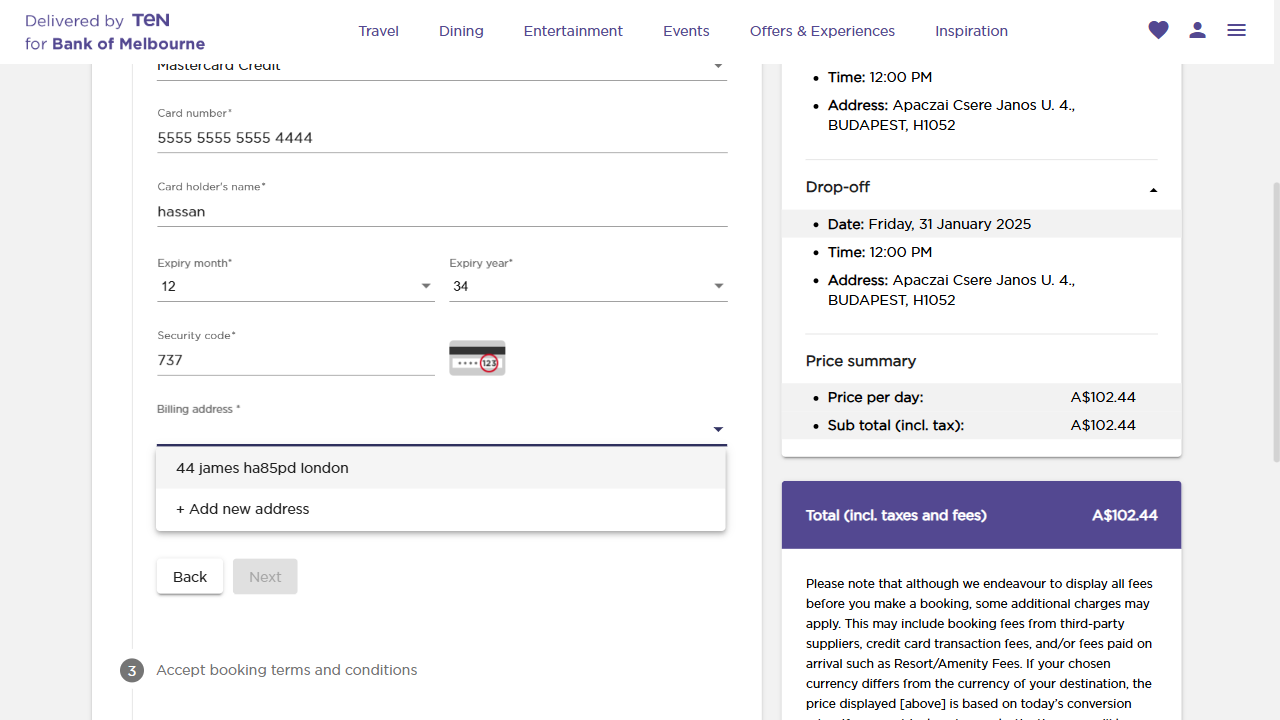 Delivered by TEN
for Bank of Melbourne
Travel
Dining
Entertainment
Events
Offers & Experiences
Inspiration
Mastercard Credit
Card number*
5555 5555 5555 4444
Card holder's name*
hassan
Expiry month*
12
Expiry year*
34
Security code*
737
123
Billing address *
44 james ha85pd london
+ Add new address
Back
Next
3
Accept booking terms and conditions
Time: 12:00 PM
Address: Apaczai Csere Janos U. 4.,
BUDAPEST, H1052
Drop-off
Date: Friday, 31 January 2025
Time: 12:00 PM
Address: Apaczai Csere Janos U. 4.,
BUDAPEST, H1052
Price summary
Price per day: A$102.44
Sub total (incl. tax): A$102.44
Total (incl. taxes and fees) A$102.44
Please note that although we endeavour to display all fees
before you make a booking, some additional charges may
apply. This may include booking fees from third-party
suppliers, credit card transaction fees, and/or fees paid on
arrival such as Resort/Amenity Fees. If your chosen
currency differs from the currency of your destination, the
price displayed [above] is based on today's conversion